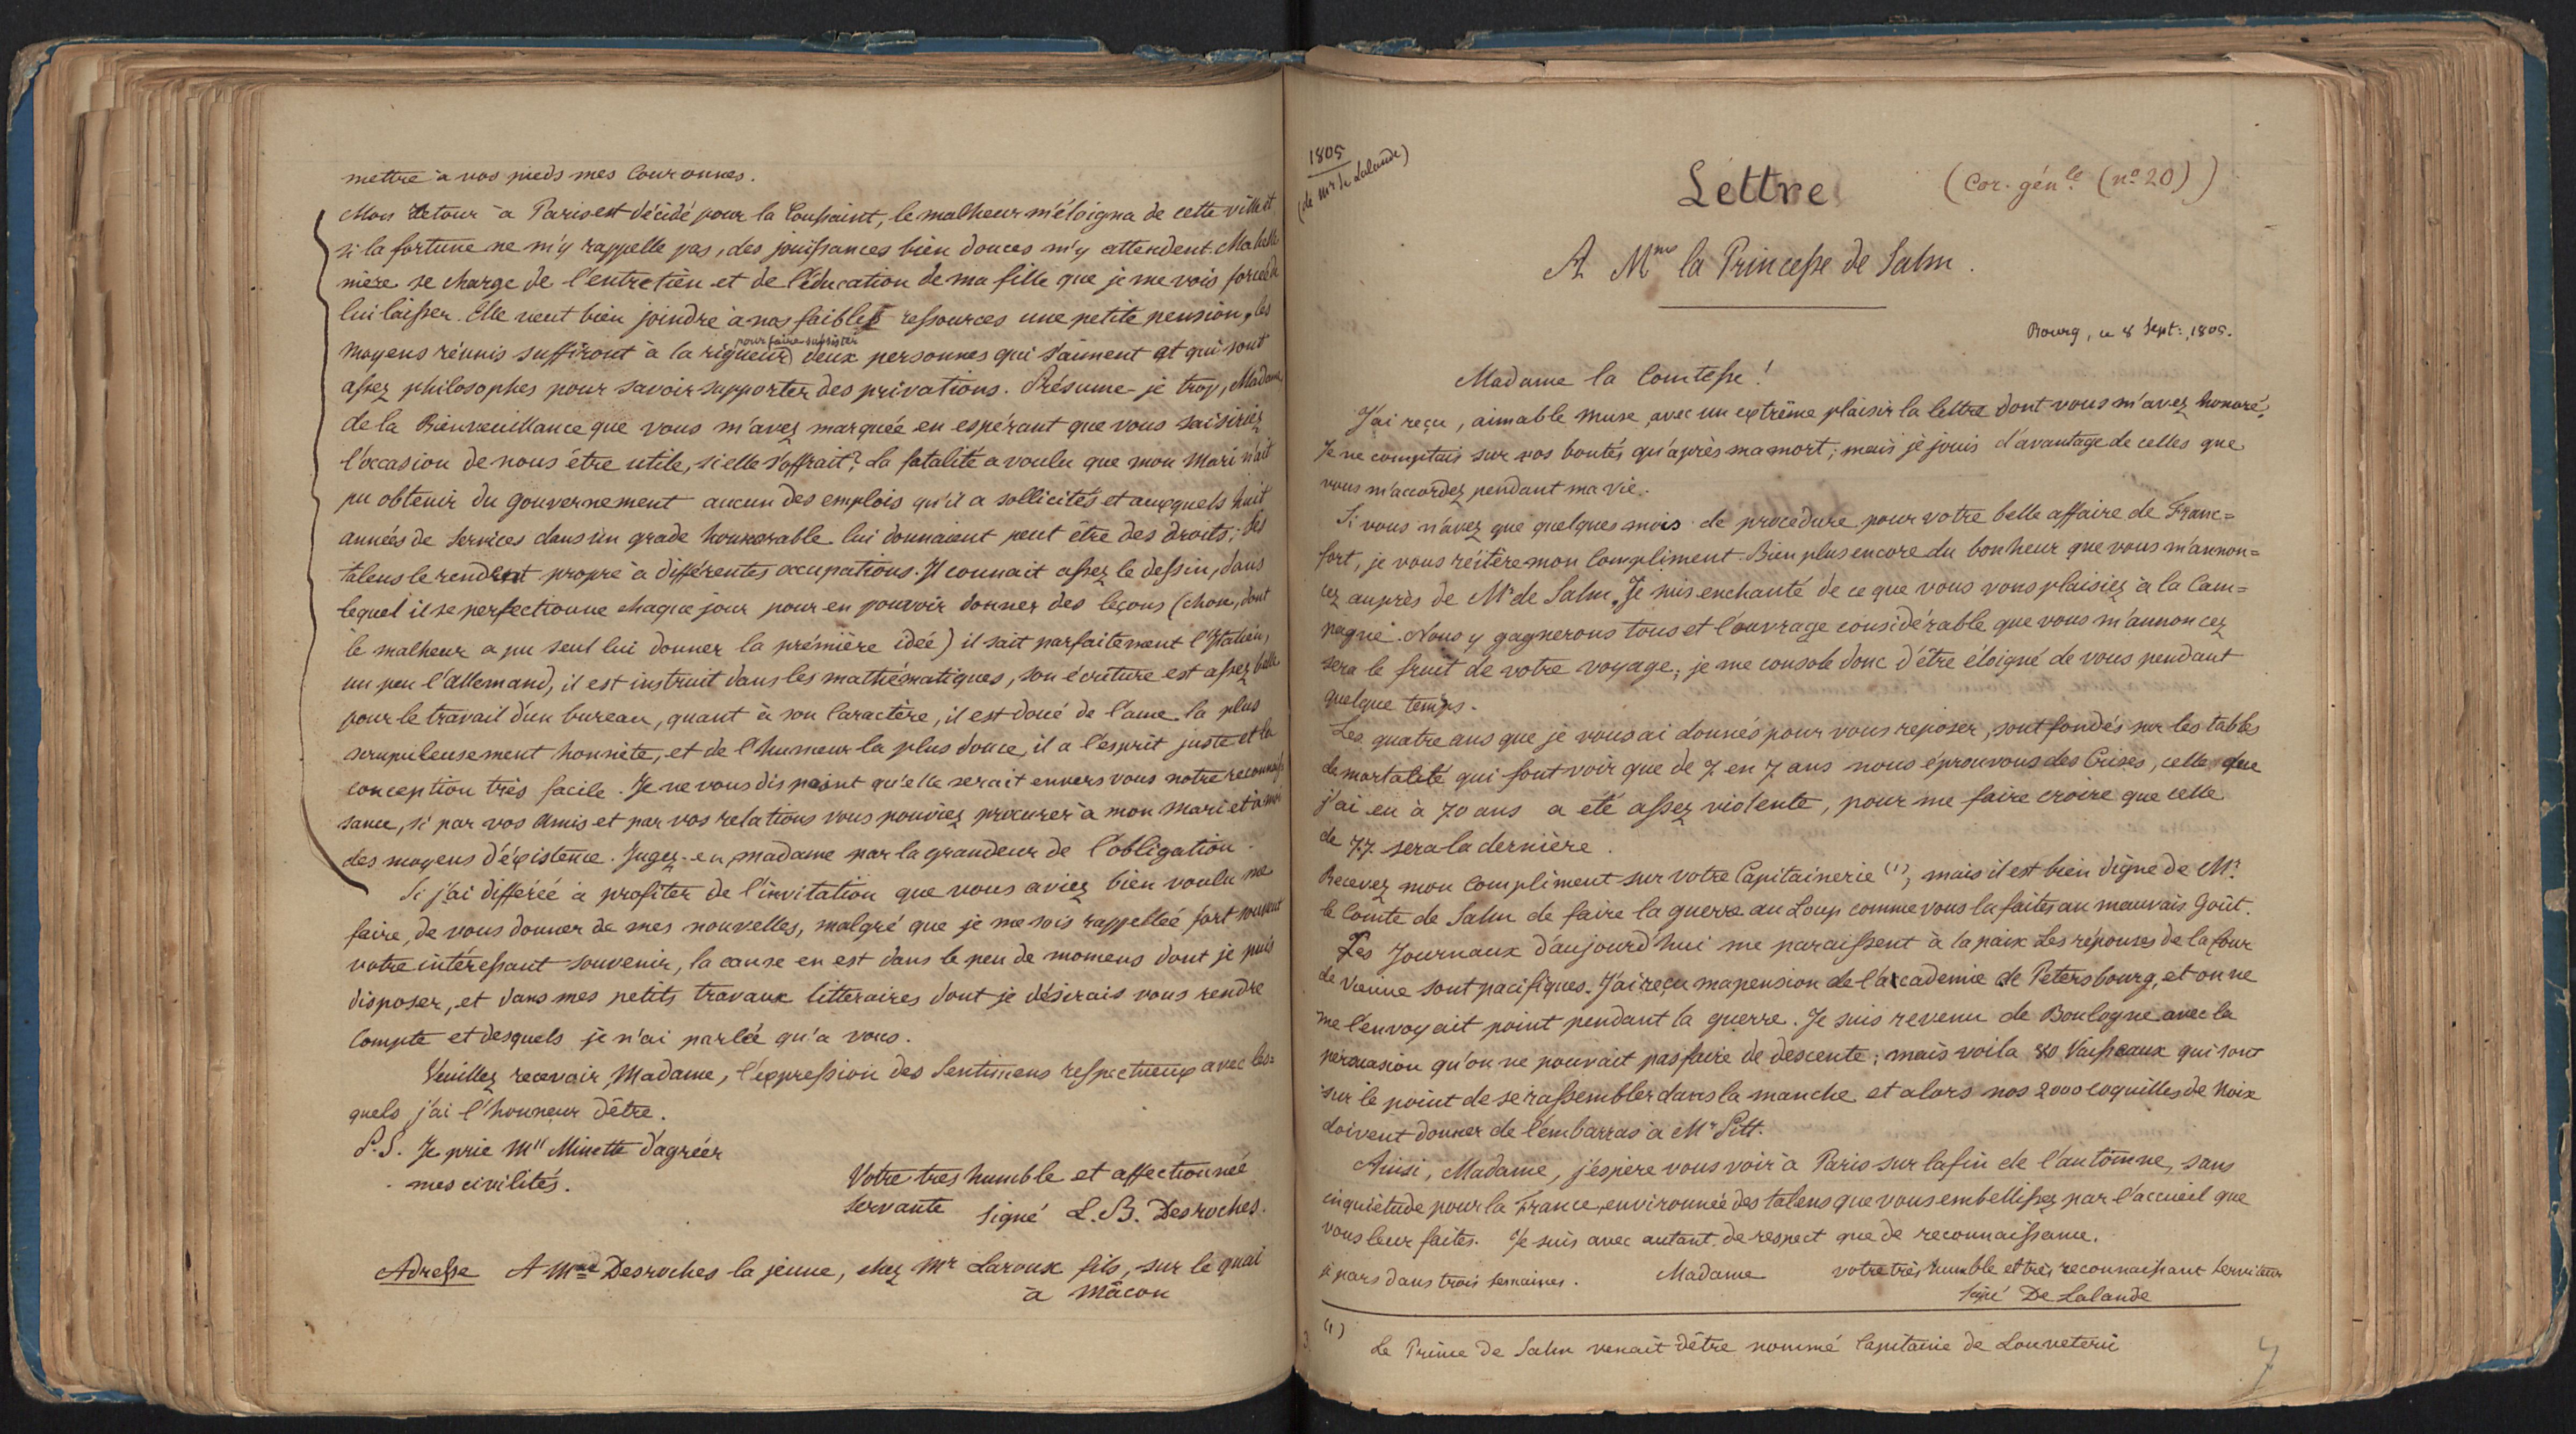 mettre à vos pieds mes Couronnes.
Mon retour à Paris est décidé pour la Toussaint, le malheur m'éloigna de cette ville et
si la fortune ne m'y rappelle pas, des jouissances bien douces m'y attendent. Ma belle
mère se charge de l'entretien et de l'éducation de ma fille que je me vois forcée de
lui laisser. Elle veut bien joindre à nos faibles ressources une petite pension, les
pour faire subsister
moyens réunis suffiront à la rigueur deux personnes qui s'aiment et qui sont
assez philosophes pour savoir supporter des privations. Présume-je trop, Madame,
de la Bienveuillance que vous m'avez marquée en espérant que vous saisiriez
l'occasion de nous être utile, si elle s'offrait? La fatalité a voulu que mon Mari n'ait
pu obtenir du gouvernement aucun des emplois qu'il a sollicités et auxquels huit
années de services dans un grade honnorable lui donnaient peut être des droits; ses
talens le rendent propre à différentes occupations. Il connait assez le dessin, dans
lequel il se perfectionne chaque jour pour en pouvoir donner des leçons (chose, dont
le malheur a pu seul lui donner la prémière idée) il sait parfaitement l'Italien,
un peu l'allemand, il est instruit dans les mathématiques, son écriture est assez belle
pour le travail d'un bureau, quant à son Caractère, il est doué de l'ame la plus
scrupuleusement honnête, et de l'humeur la plus douce, il a l'esprit juste et la
conception très facile. Je ne vous dis point qu'elle serait envers vous notre reconnais
sance, si par vos amis et par vos relations vous pouviez procurer à mon mari et à moi
des moyens d'éxistence. Jugez-en, madame par la grandeur de l'obligation.
Si j'ai différée à profiter de l'invitation que vous aviez bien voulu me
faire, de vous donner de mes nouvelles, malgré que je me sois rappellée fort souvent
votre intéressant souvenir, la cause en est dans le peu de momens dont je puis
disposer, et dans mes petits travaux litteraires dont je désirais vous rendre
compte et desquels je n'ai parlée qu'à vous.
Veuillez recevoir, Madame, l'expression des Sentimens respectueux avec les=
quels j'ai l'honneur d'être.
P.S. Je prie Mll Minette d'agréer
mes civilités.
Votre très humble et affectionnée
servante signé L.B. Desroches.
Adresse A Mme Desroches la jeune, chez Mr Laroux fils, sur le quai
à Mâcon
1805
(de Mr de Lalande)
Lettre (Cor. génle (no 20))
A Mme la Princesse de Salm.
Bourg, ce 8 Sept: 1805.
Madame la Comtesse!
J'ai reçu, aimable muse, avec un extrême plaisir la lettre dont vous m'avez honoré.
Je ne comptais sur vos bontés qu'après ma mort; mais je jouis d'avantage de celles que
vous m'accordez pendant ma vie.
Si vous n'avez que quelques mois de procedure pour votre belle affaire de Franc=
fort, je vous réitère mon Compliment. Bien plus encore du bonheur que vous m'annon=
cez auprès de Mr de Salm. Je suis enchanté de ce que vous vous plaisiez à la Cam=
pagne. Nous y gagnerons tous et l'ouvrage considérable que vous m'annoncez
sera le fruit de votre voyage; je me console donc d'être éloigné de vous pendant
quelque temps.
Les quatre ans que je vous ai donnés pour vous reposer, sont fondés sur les tables
de mortalité qui font voir que de 7 en 7 ans nous éprouvons des Crises, celle que
j'ai eu à 70 ans a été assez violente, pour me faire croire que celle
de 77 sera la dernière.
Recevez mon compliment sur votre Capitainerie (1), mais il est bien digne de Mr
le Comte de Salm de faire la guerre au Loup comme vous la faites au mauvais Goût.
Les Journaux d'aujourd'hui me paraissent à la paix Les réponses de la Cour
de Vienne sont pacifiques. J'ai reçu ma pension de l'academie de Pétersbourg, et on ne
me l'envoyait point pendant la guerre. Je suis revenu de Boulogne avec la
persuasion qu'on ne pouvait pas faire de descente; mais voila 80 Vaisseaux qui sont
sur le point de se rassembler dans la manche et alors nos 2000 coquilles de Noix
doivent donner de l'embarras à Mr Pitt.
Ainsi, Madame, j'éspère vous voir à Paris sur la fin de l'automne, sans
inquiétude pour la France, environnée des talens que vous embellissez par l'accueil que
vous leur faites. Je suis avec autant de respect que de reconnaissance.
je pars dans trois semaines. Madame votre très humble et très reconnaissant Serviteur
signé De Lalande
(1) Le Prince de Salm venait d'être nommé Capitaine de Louveterie